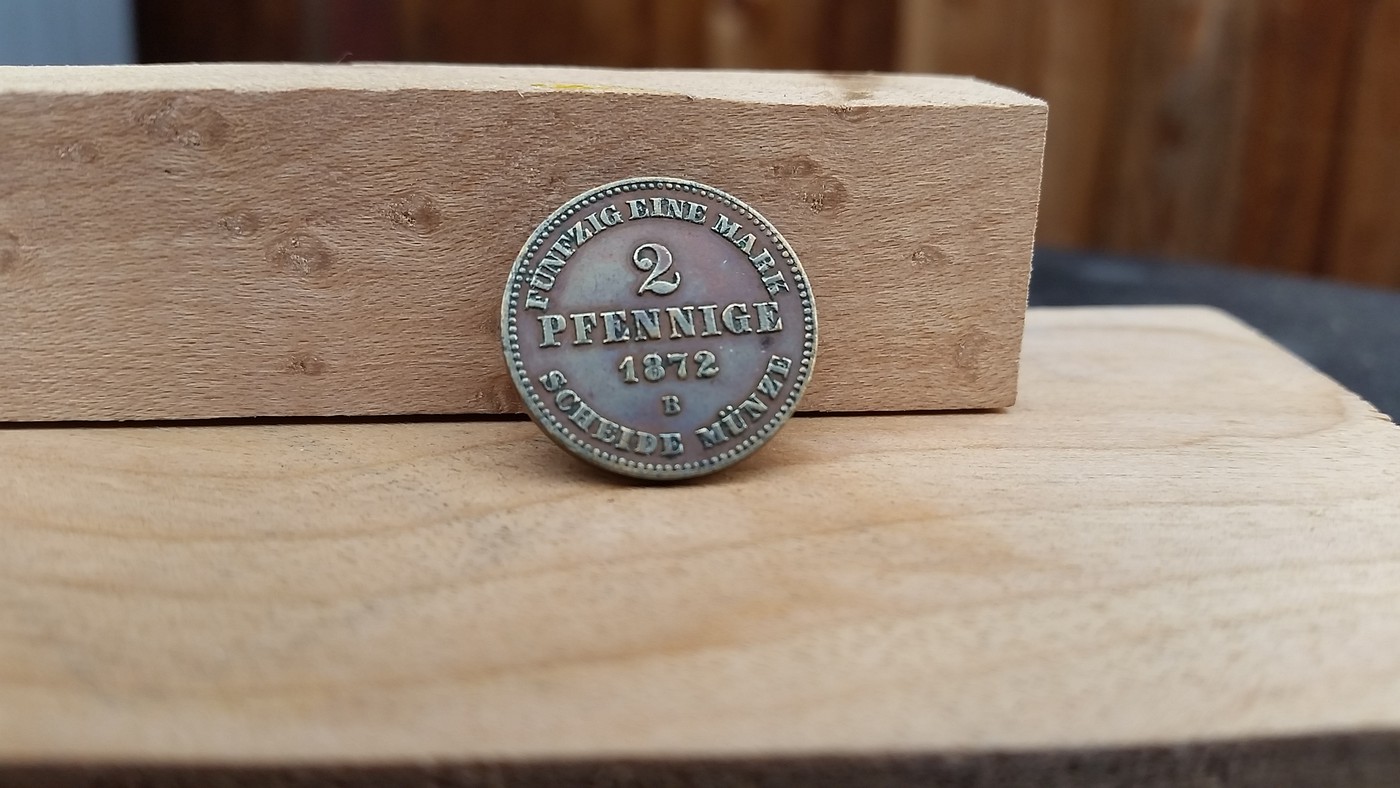 FÜNFZIG EINE MARK
2
PFENNIGE
1872
B
SCHEIDE MÜNZE